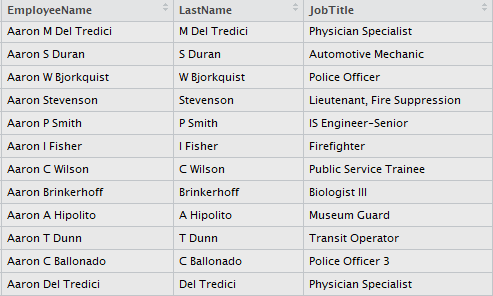 EmployeeName LastName JobTitle
Aaron M Del Tredici M Del Tredici Physician Specialist
Aaron S Duran S Duran Automotive Mechanic
Aaron W Bjorkquist W Bjorkquist Police Officer
Aaron Stevenson Stevenson Lieutenant, Fire Suppression
Aaron P Smith P Smith IS Engineer-Senior
Aaron I Fisher I Fisher Firefighter
Aaron C Wilson C Wilson Public Service Trainee
Aaron Brinkerhoff Brinkerhoff Biologist III
Aaron A Hipolito A Hipolito Museum Guard
Aaron T Dunn T Dunn Transit Operator
Aaron C Ballonado C Ballonado Police Officer 3
Aaron Del Tredici Del Tredici Physician Specialist